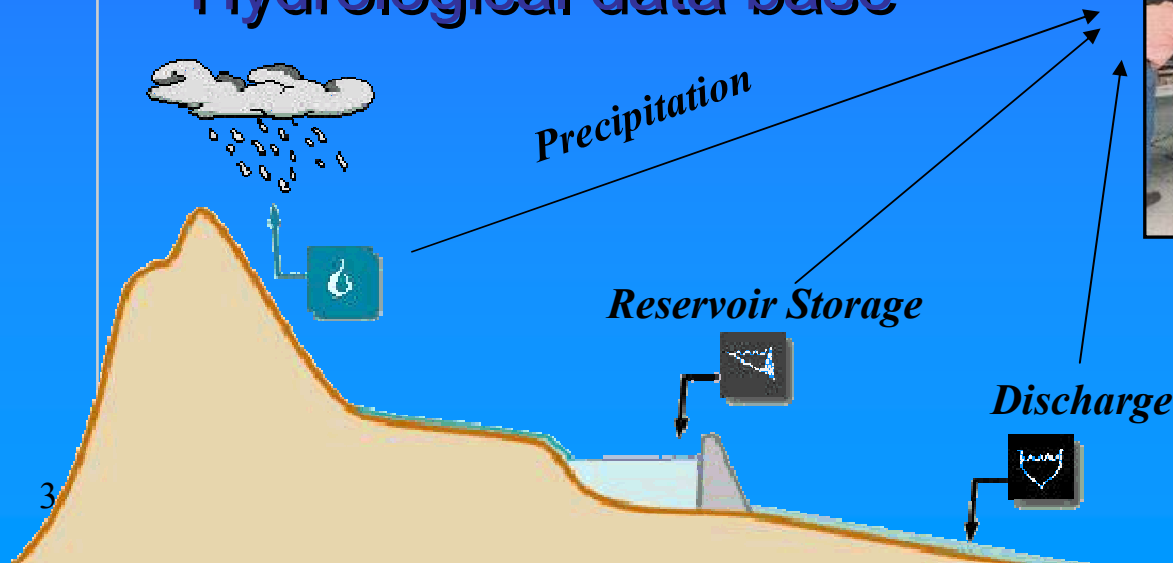 Hydrological data base
Precipitation
Reservoir Storage
Discharge
3